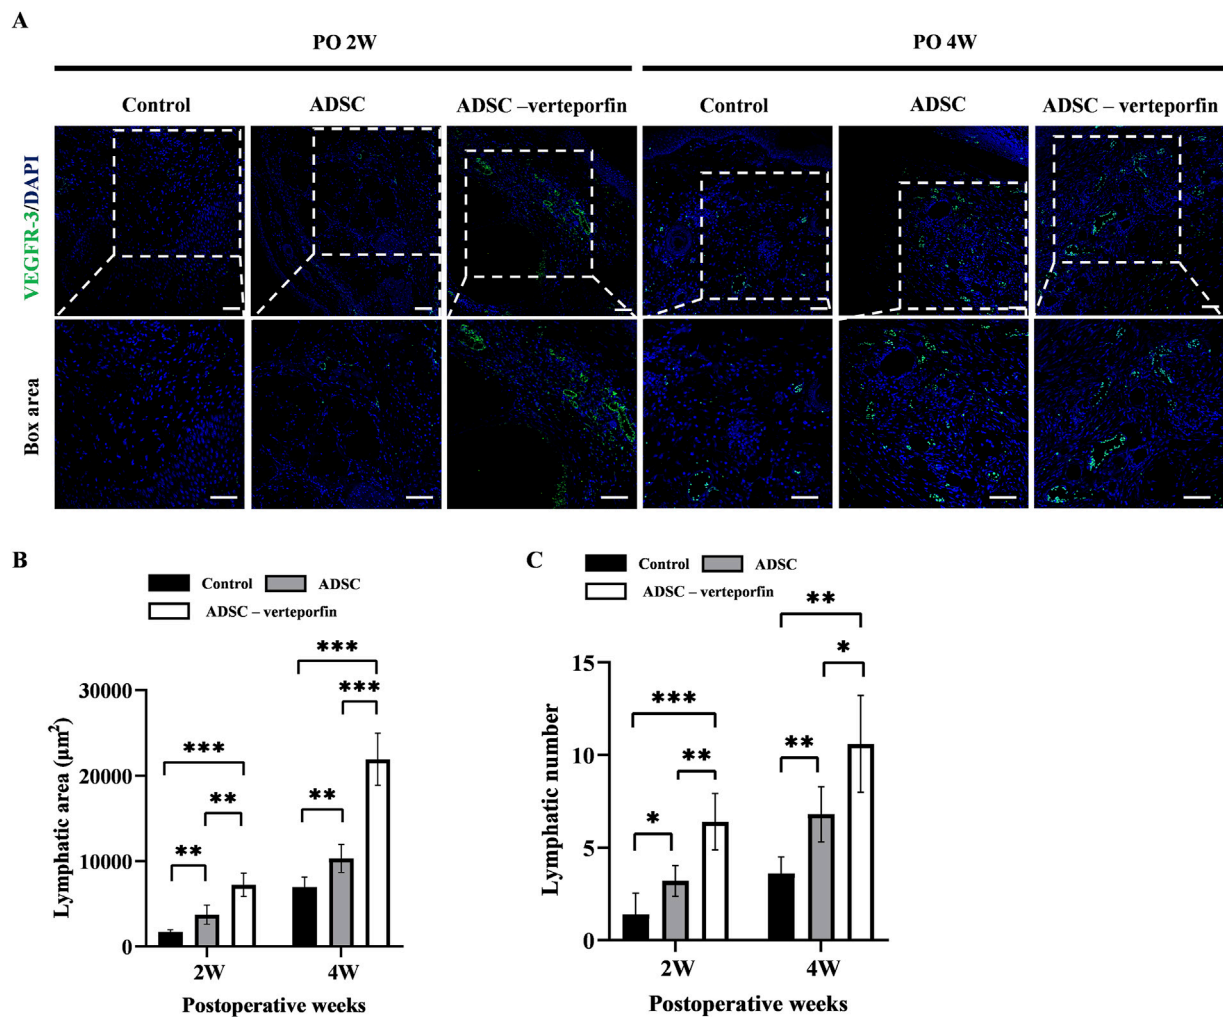 A
PO 2W
PO 4W
Control
ADSC
ADSC –verteporfin
Control
ADSC
ADSC – verteporfin
VEGFR-3/DAPI
Box area
B
Control
ADSC
ADSC – verteporfin
Lymphatic area (µm²)
30000
20000
10000
0
***
***
***
**
**
**
2W
4W
Postoperative weeks
C
Control
ADSC
ADSC – verteporfin
Lymphatic number
15
10
5
0
**
*
***
**
**
*
2W
4W
Postoperative weeks